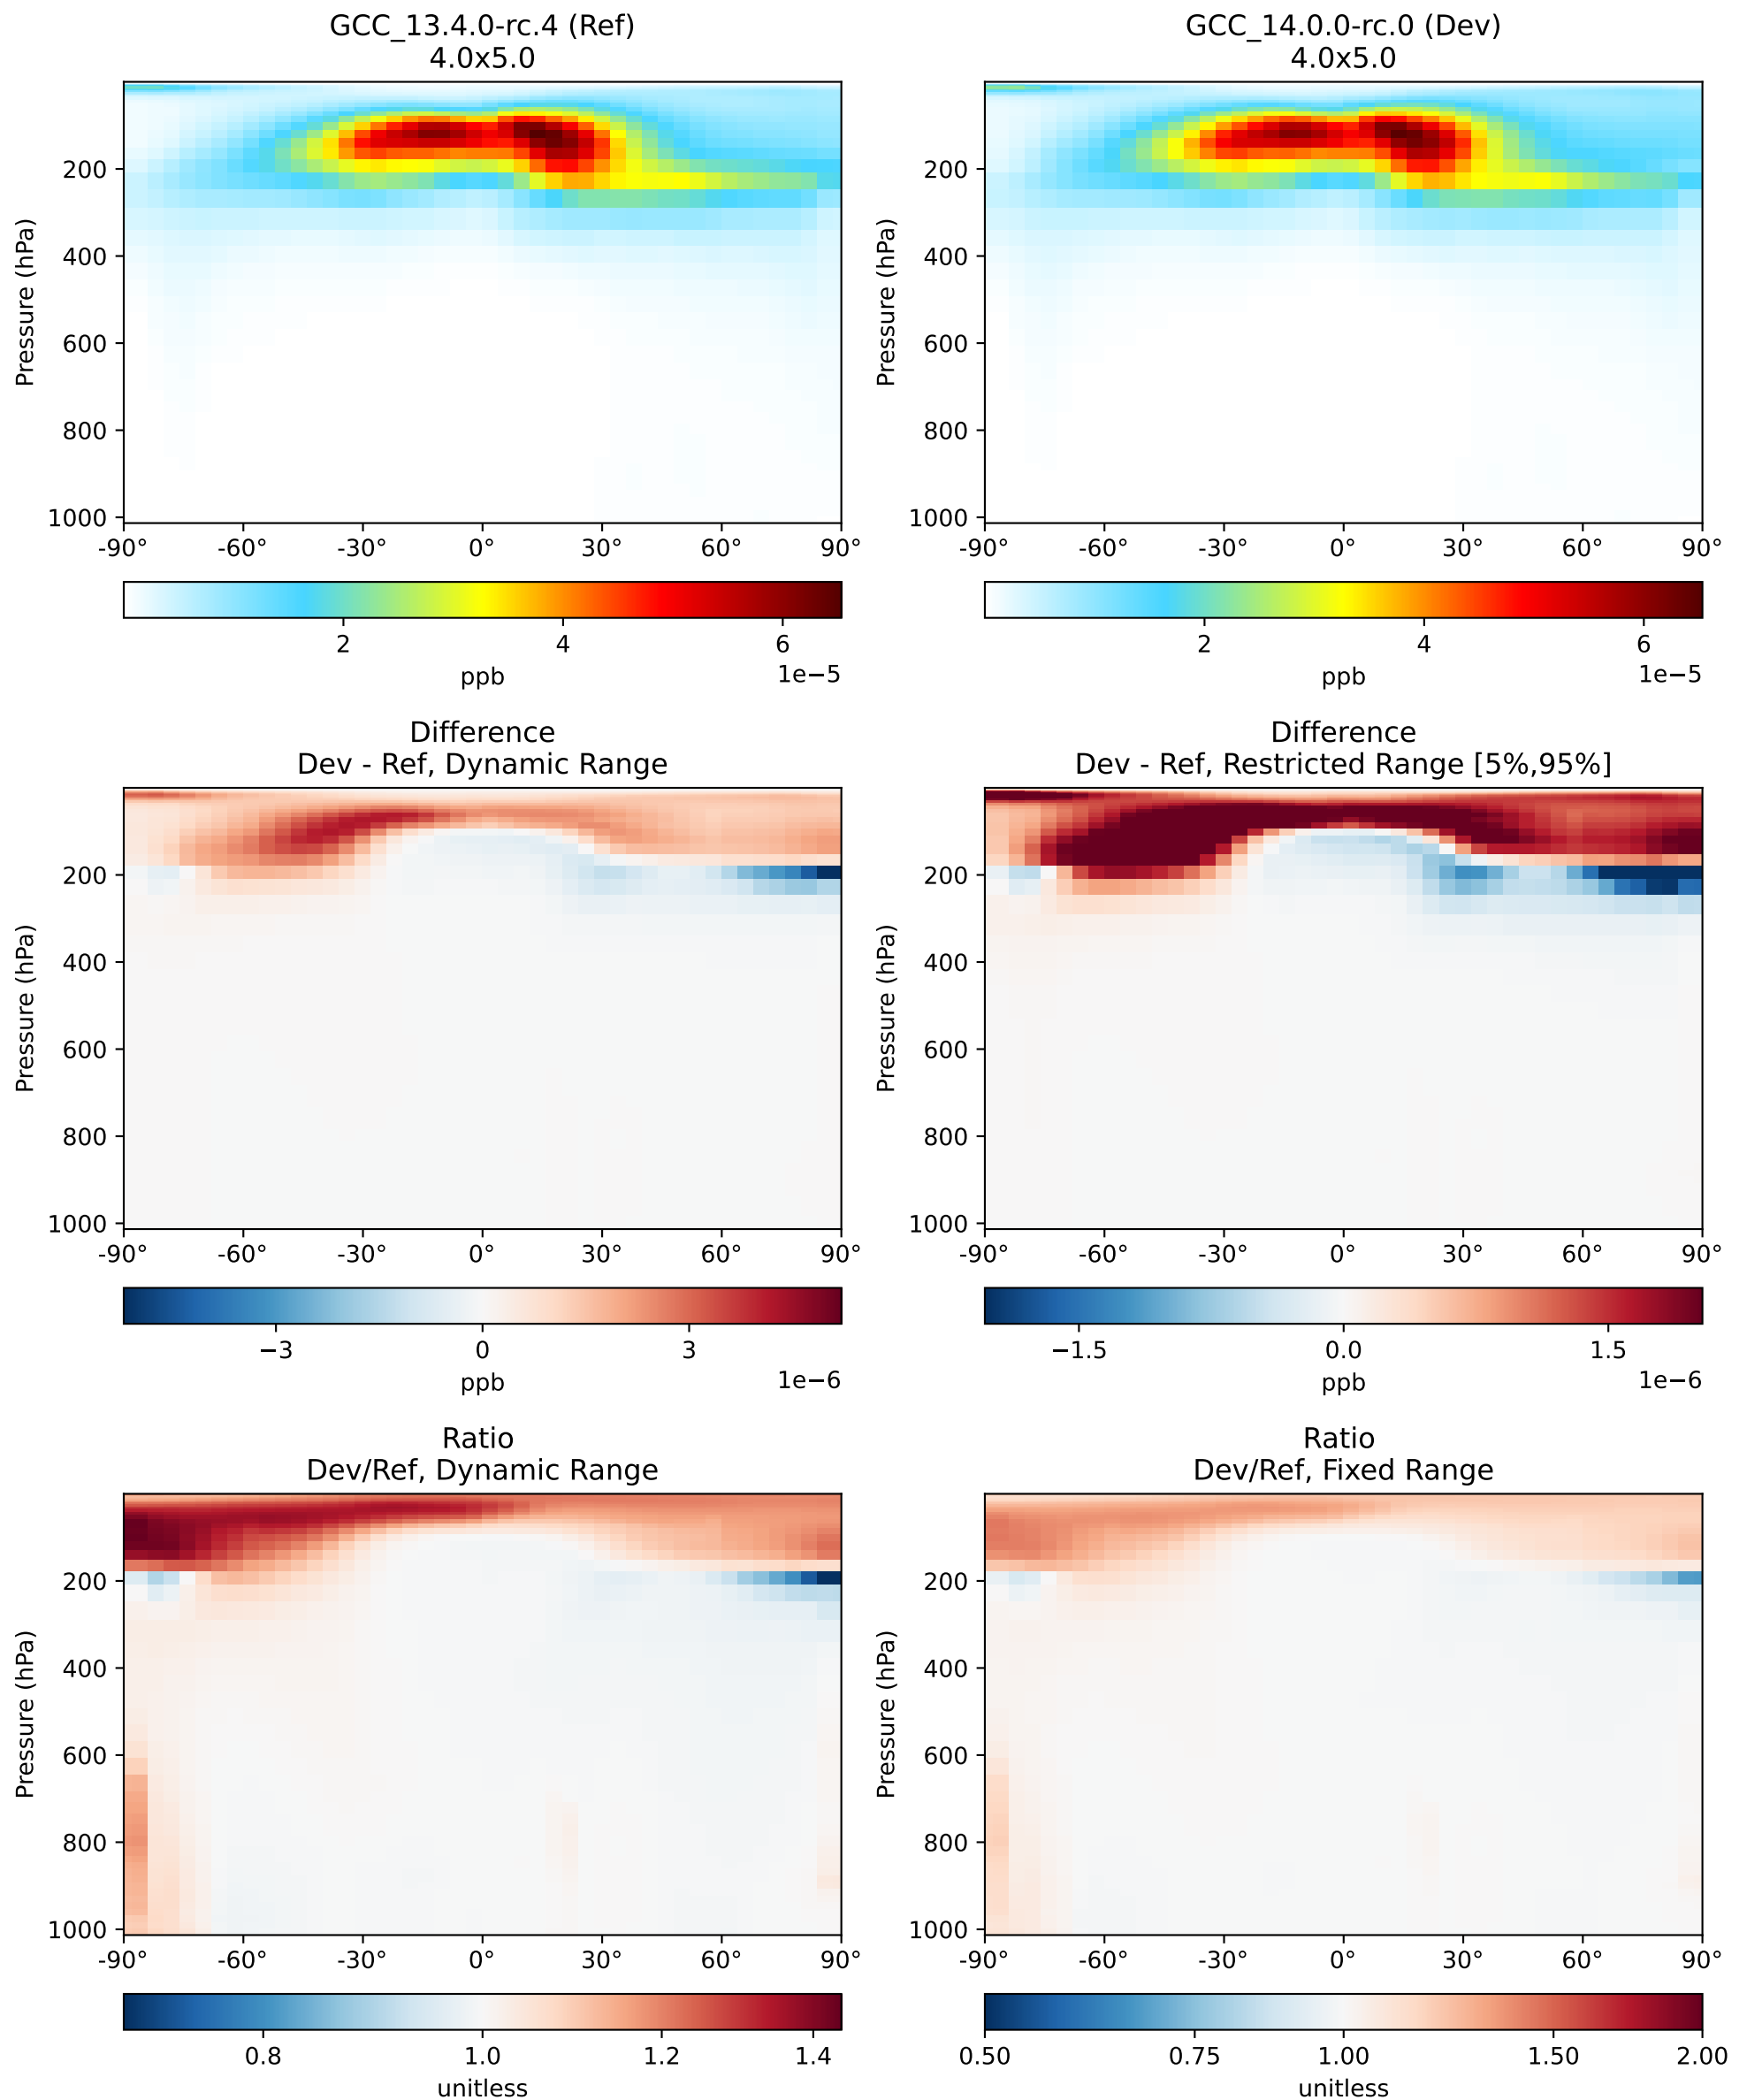 GCC_13.4.0-rc.4 (Ref)
4.0x5.0
GCC_14.0.0-rc.0 (Dev)
4.0x5.0
Pressure (hPa)
200
400
600
800
1000
-90° -60° -30° 0° 30° 60° 90°
2 4 6
ppb
1e−5
Pressure (hPa)
200
400
600
800
1000
-90° -60° -30° 0° 30° 60° 90°
2 4 6
ppb
1e−5
Difference
Dev - Ref, Dynamic Range
Difference
Dev - Ref, Restricted Range [5%,95%]
Pressure (hPa)
200
400
600
800
1000
-90° -60° -30° 0° 30° 60° 90°
−3 0 3
ppb
1e−6
Pressure (hPa)
200
400
600
800
1000
-90° -60° -30° 0° 30° 60° 90°
−1.5 0.0 1.5
ppb
1e−6
Ratio
Dev/Ref, Dynamic Range
Ratio
Dev/Ref, Fixed Range
Pressure (hPa)
200
400
600
800
1000
-90° -60° -30° 0° 30° 60° 90°
0.8 1.0 1.2 1.4
unitless
Pressure (hPa)
200
400
600
800
1000
-90° -60° -30° 0° 30° 60° 90°
0.50 0.75 1.00 1.50 2.00
unitless